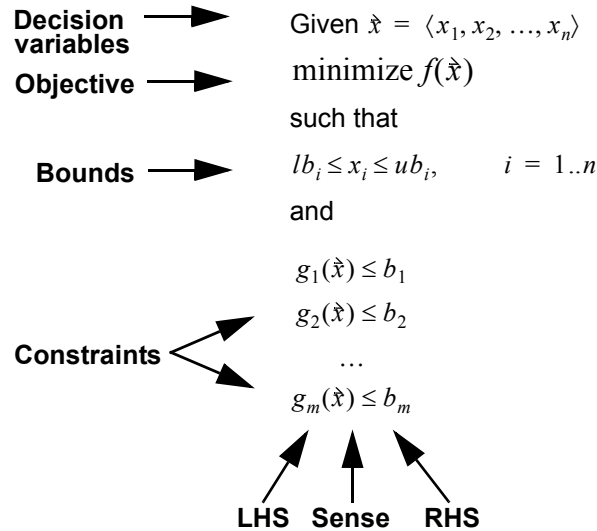 Decision variables Given x⃗ = ⟨x₁, x₂, …, xₙ⟩
Objective minimize f(x⃗)
such that
Bounds lbᵢ ≤ xᵢ ≤ ubᵢ, i = 1..n
and
g₁(x⃗) ≤ b₁
g₂(x⃗) ≤ b₂
Constraints
…
gₘ(x⃗) ≤ bₘ
LHS Sense RHS